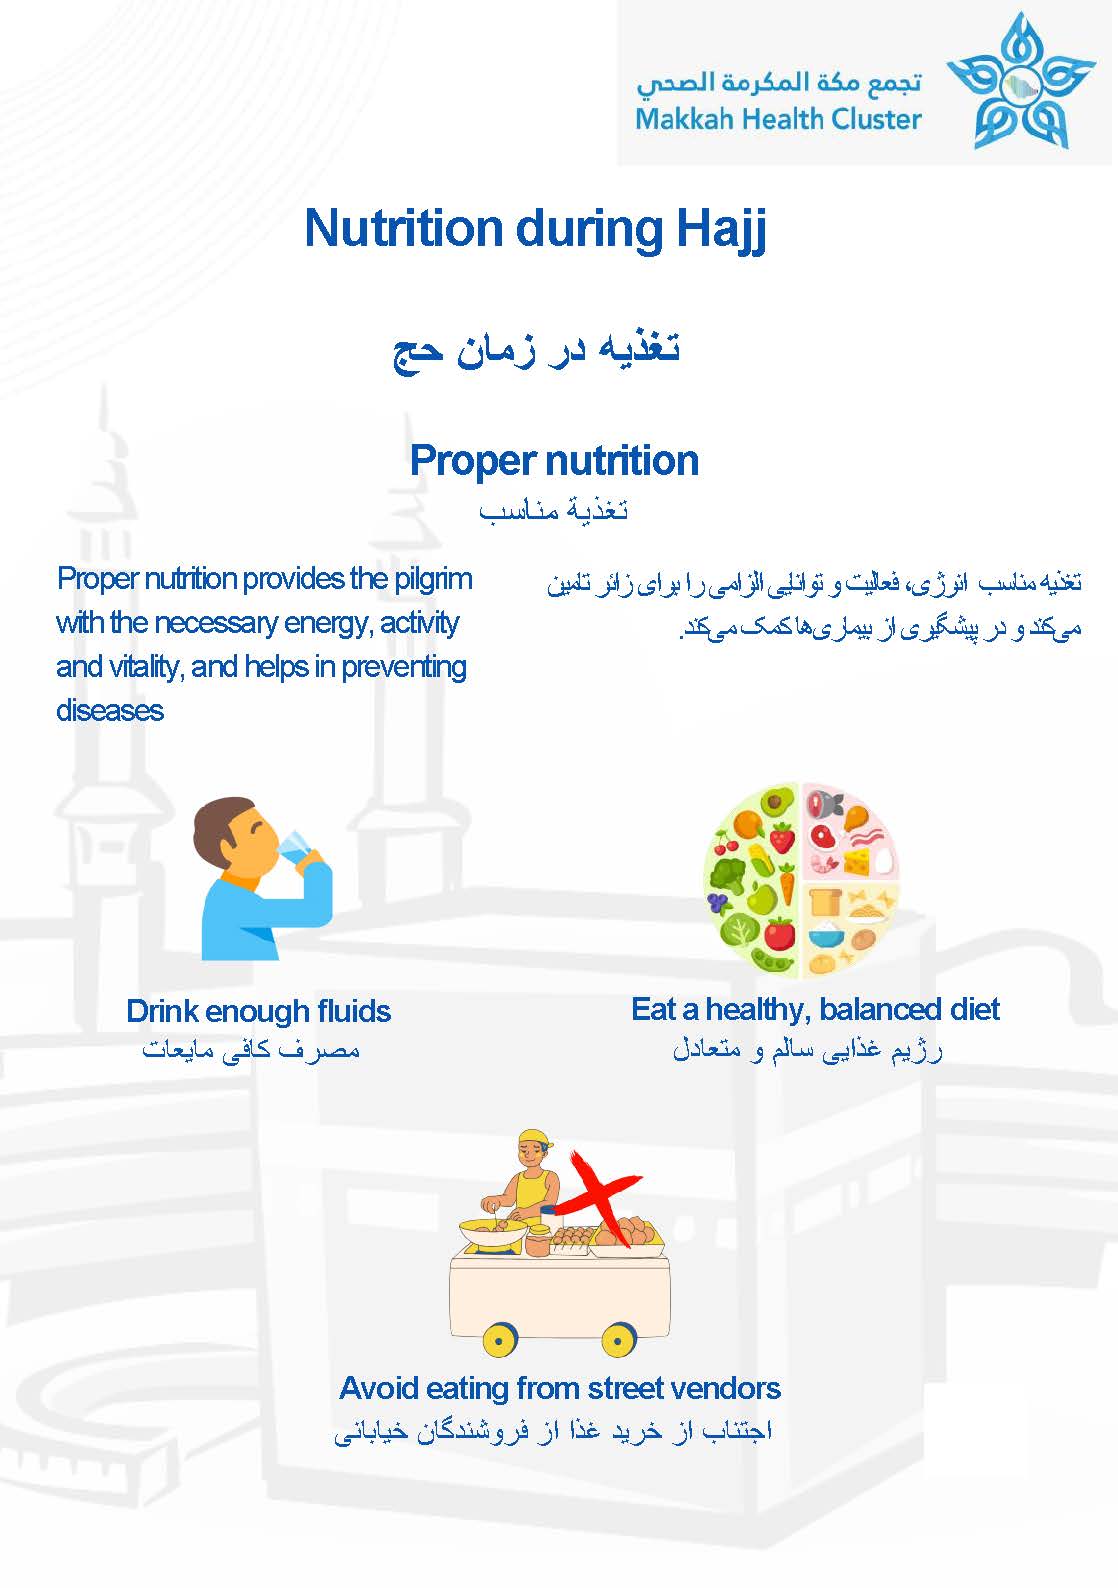 تجمع مكة المكرمة الصحي
Makkah Health Cluster
Nutrition during Hajj
تغذیه در زمان حج
Proper nutrition
تغذیة مناسب
Proper nutrition provides the pilgrim
with the necessary energy, activity
and vitality, and helps in preventing
diseases
تغذیه مناسب انرژی، فعالیت و توانایی الزامی را برای زائر تامین
می‌کند و در پیشگیری از بیماری‌ها کمک می‌کند.
Drink enough fluids
مصرف کافی مایعات
Eat a healthy, balanced diet
رژیم غذایی سالم و متعادل
Avoid eating from street vendors
اجتناب از خرید غذا از فروشندگان خیابانی